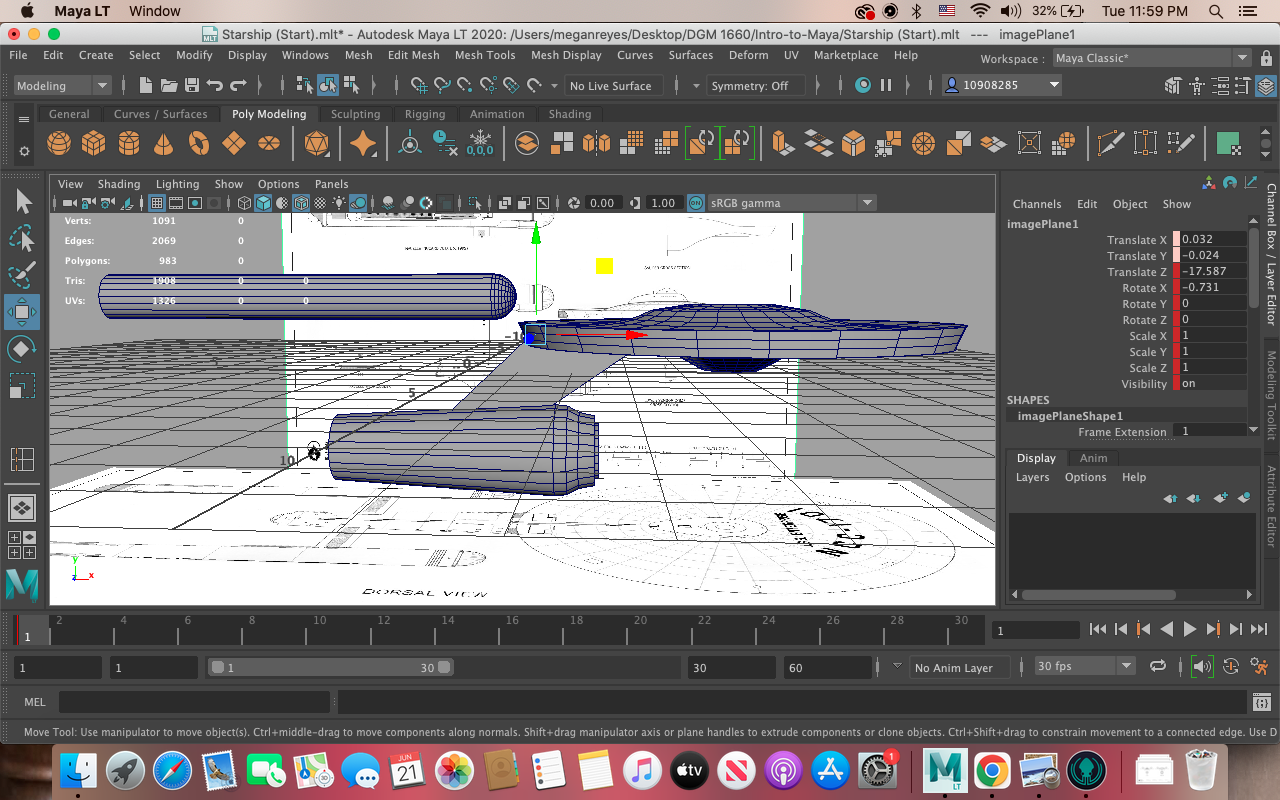 Maya LT Window 32% Tue 11:59 PM
Starship (Start).mlt* - Autodesk Maya LT 2020: /Users/meganreyes/Desktop/DGM 1660/Intro-to-Maya/Starship (Start).mlt --- imagePlane1
File Edit Create Select Modify Display Windows Mesh Edit Mesh Mesh Tools Mesh Display Curves Surfaces Deform UV Marketplace Help Workspace : Maya Classic*
Modeling No Live Surface Symmetry: Off 10908285
General Curves / Surfaces Poly Modeling Sculpting Rigging Animation Shading
0,0,0
View Shading Lighting Show Options Panels
0.00 1.00 ON sRGB gamma
Verts: 1091 0
Edges: 2069 0
Polygons: 983 0
Tris: 1908 0 0
UVs: 1326 0 0
5
10
DORSAL VIEW
y
z x
Channels Edit Object Show
imagePlane1
Translate X 0.032
Translate Y -0.024
Translate Z -17.587
Rotate X -0.731
Rotate Y 0
Rotate Z 0
Scale X 1
Scale Y 1
Scale Z 1
Visibility on
SHAPES
imagePlaneShape1
Frame Extension 1
Display Anim
Layers Options Help
Channel Box / Layer Editor
Modeling Toolkit
Attribute Editor
1 2 4 6 8 10 12 14 16 18 20 22 24 26 28 30 1
1 1 1 30 30 60 No Anim Layer 30 fps
MEL
Move Tool: Use manipulator to move object(s). Ctrl+middle-drag to move components along normals. Shift+drag manipulator axis or plane handles to extrude components or clone objects. Ctrl+Shift+drag to constrain movement to a connected edge. Use D
JUN
21
tv
1
M
LT